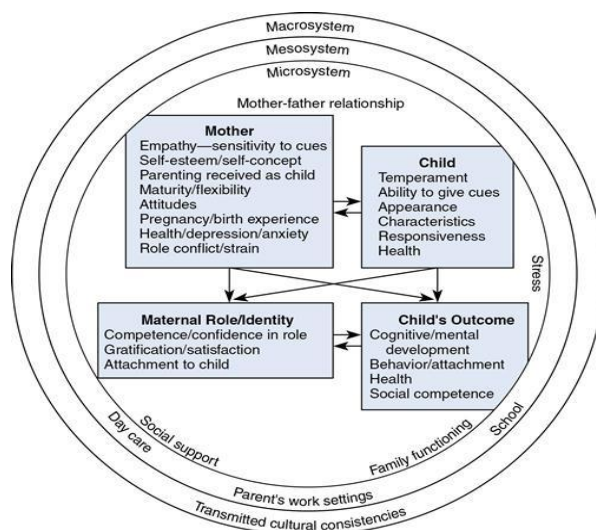 Macrosystem
Mesosystem
Microsystem
Mother-father relationship
Mother
Empathy—sensitivity to cues
Self-esteem/self-concept
Parenting received as child
Maturity/flexibility
Attitudes
Pregnancy/birth experience
Health/depression/anxiety
Role conflict/strain
Child
Temperament
Ability to give cues
Appearance
Characteristics
Responsiveness
Health
Stress
Maternal Role/Identity
Competence/confidence in role
Gratification/satisfaction
Attachment to child
Child's Outcome
Cognitive/mental
development
Behavior/attachment
Health
Social competence
Social support
Family functioning
Day care
School
Parent's work settings
Transmitted cultural consistencies